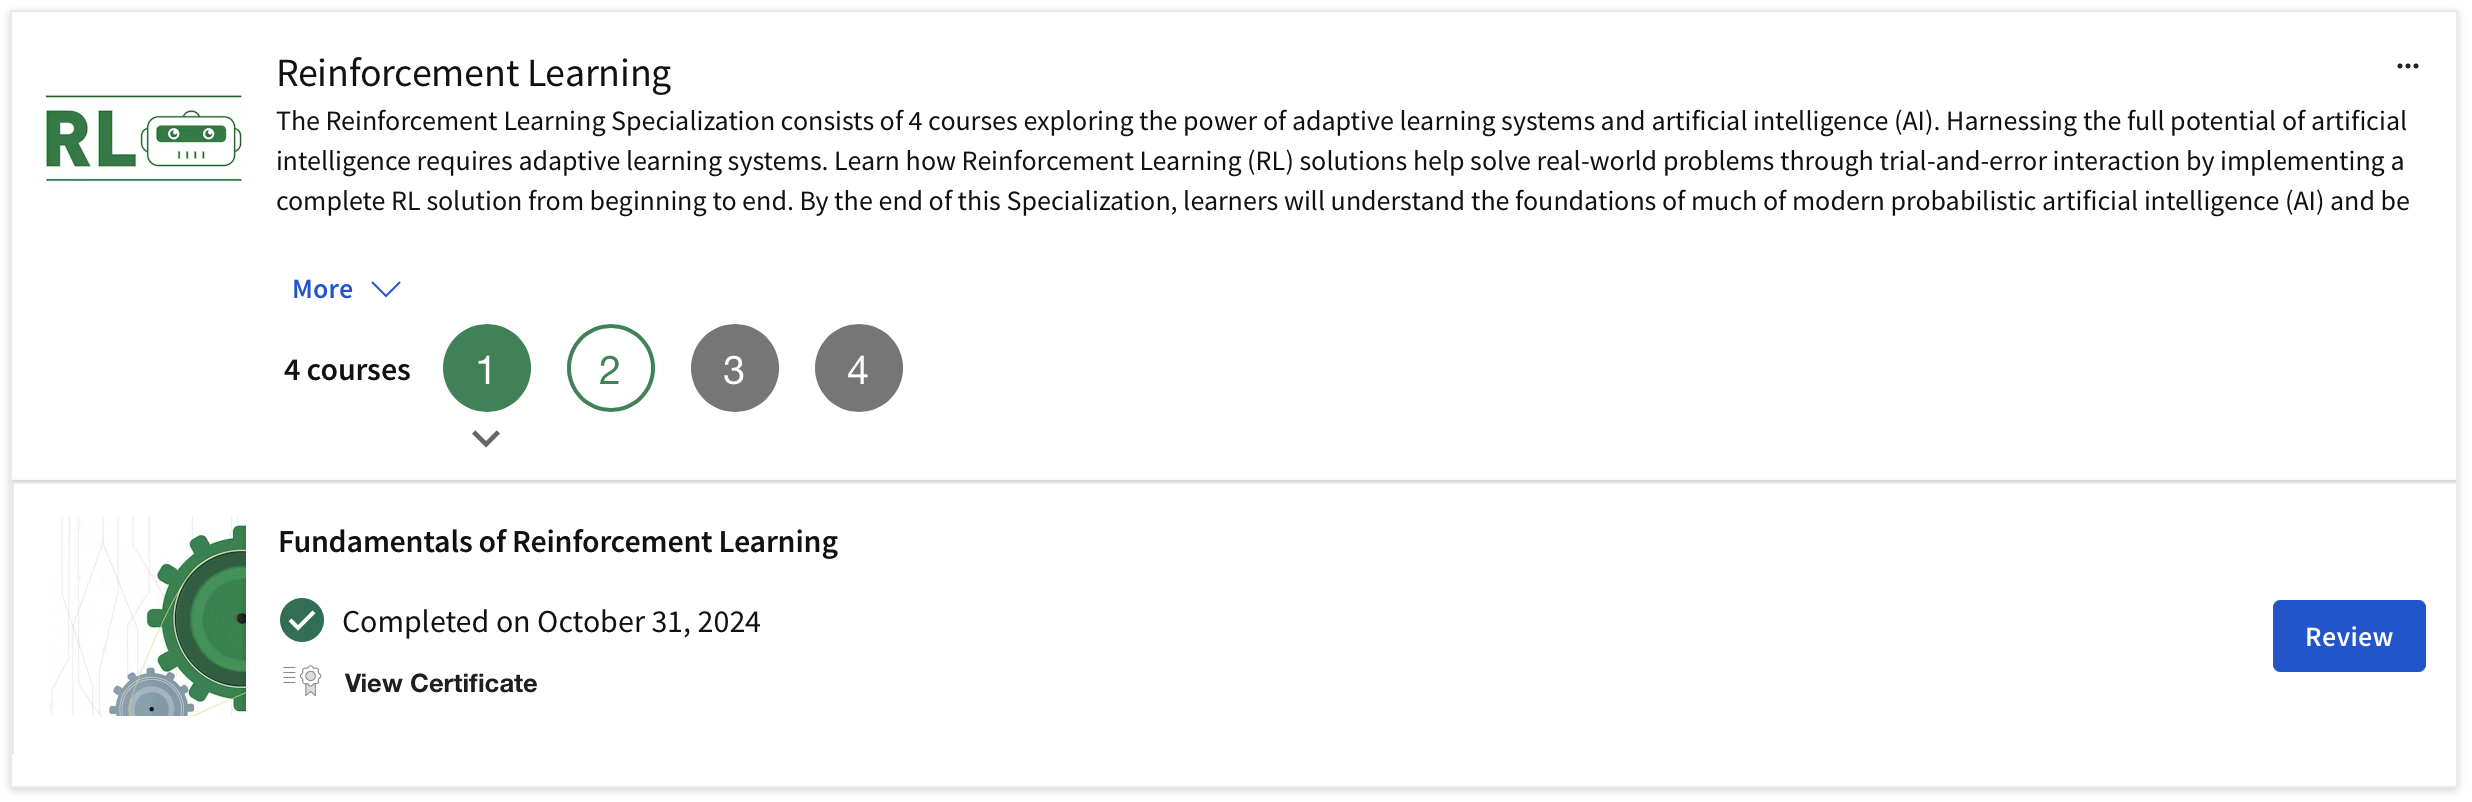 Reinforcement Learning
...
RL
The Reinforcement Learning Specialization consists of 4 courses exploring the power of adaptive learning systems and artificial intelligence (AI). Harnessing the full potential of artificial
intelligence requires adaptive learning systems. Learn how Reinforcement Learning (RL) solutions help solve real-world problems through trial-and-error interaction by implementing a
complete RL solution from beginning to end. By the end of this Specialization, learners will understand the foundations of much of modern probabilistic artificial intelligence (AI) and be
More
4 courses 1 2 3 4
Fundamentals of Reinforcement Learning
Completed on October 31, 2024
Review
View Certificate